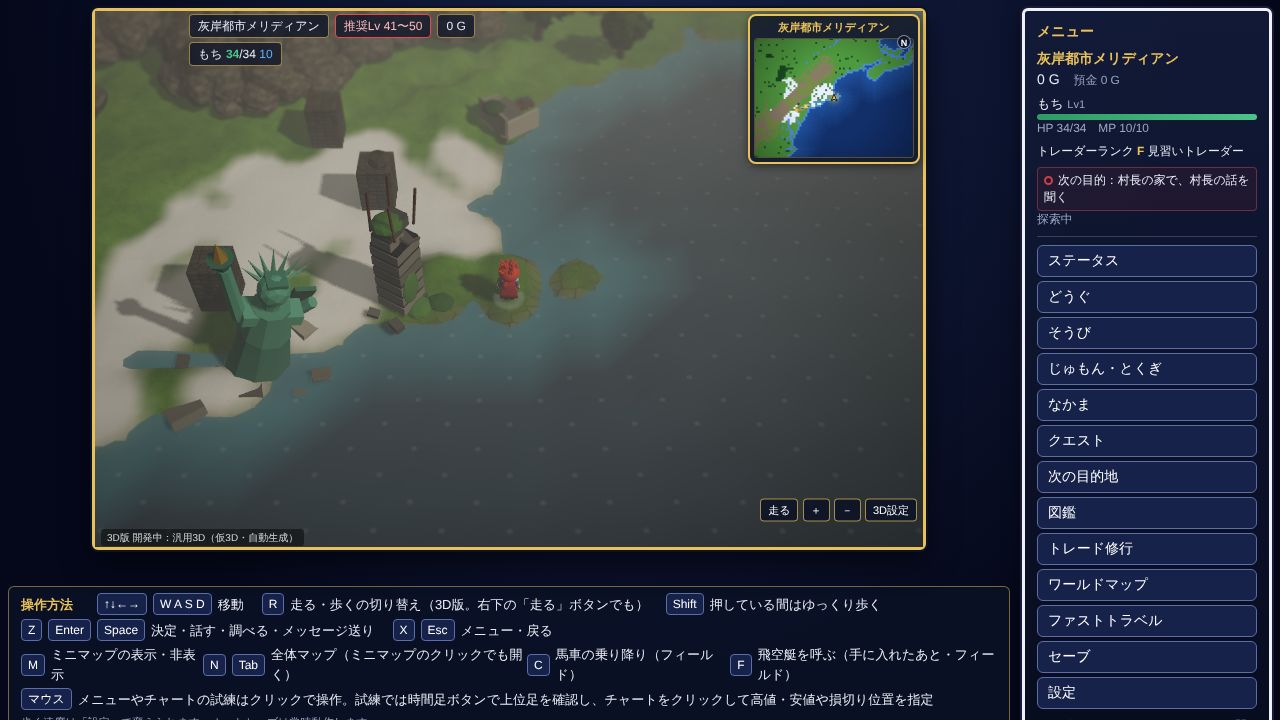 灰岸都市メリディアン
推奨Lv 41〜50
0 G
もち 34/34 10
灰岸都市メリディアン
N
走る
+
−
3D設定
3D版 開発中：汎用3D（仮3D・自動生成）
メニュー
灰岸都市メリディアン
0 G 預金 0 G
もち Lv1
HP 34/34 MP 10/10
トレーダーランク F 見習いトレーダー
次の目的：村長の家で、村長の話を
聞く
探索中
ステータス
どうぐ
そうび
じゅもん・とくぎ
なかま
クエスト
次の目的地
図鑑
トレード修行
ワールドマップ
ファストトラベル
セーブ
設定
操作方法 ↑↓←→ W A S D 移動 R 走る・歩くの切り替え（3D版。右下の「走る」ボタンでも） Shift 押している間はゆっくり歩く
Z Enter Space 決定・話す・調べる・メッセージ送り X Esc メニュー・戻る
M ミニマップの表示・非表示 N Tab 全体マップ（ミニマップのクリックでも開く） C 馬車の乗り降り（フィールド） F 飛空艇を呼ぶ（手に入れたあと・フィールド）
マウス メニューやチャートの試練はクリックで操作。試練では時間足ボタンで上位足を確認し、チャートをクリックして高値・安値や損切り位置を指定